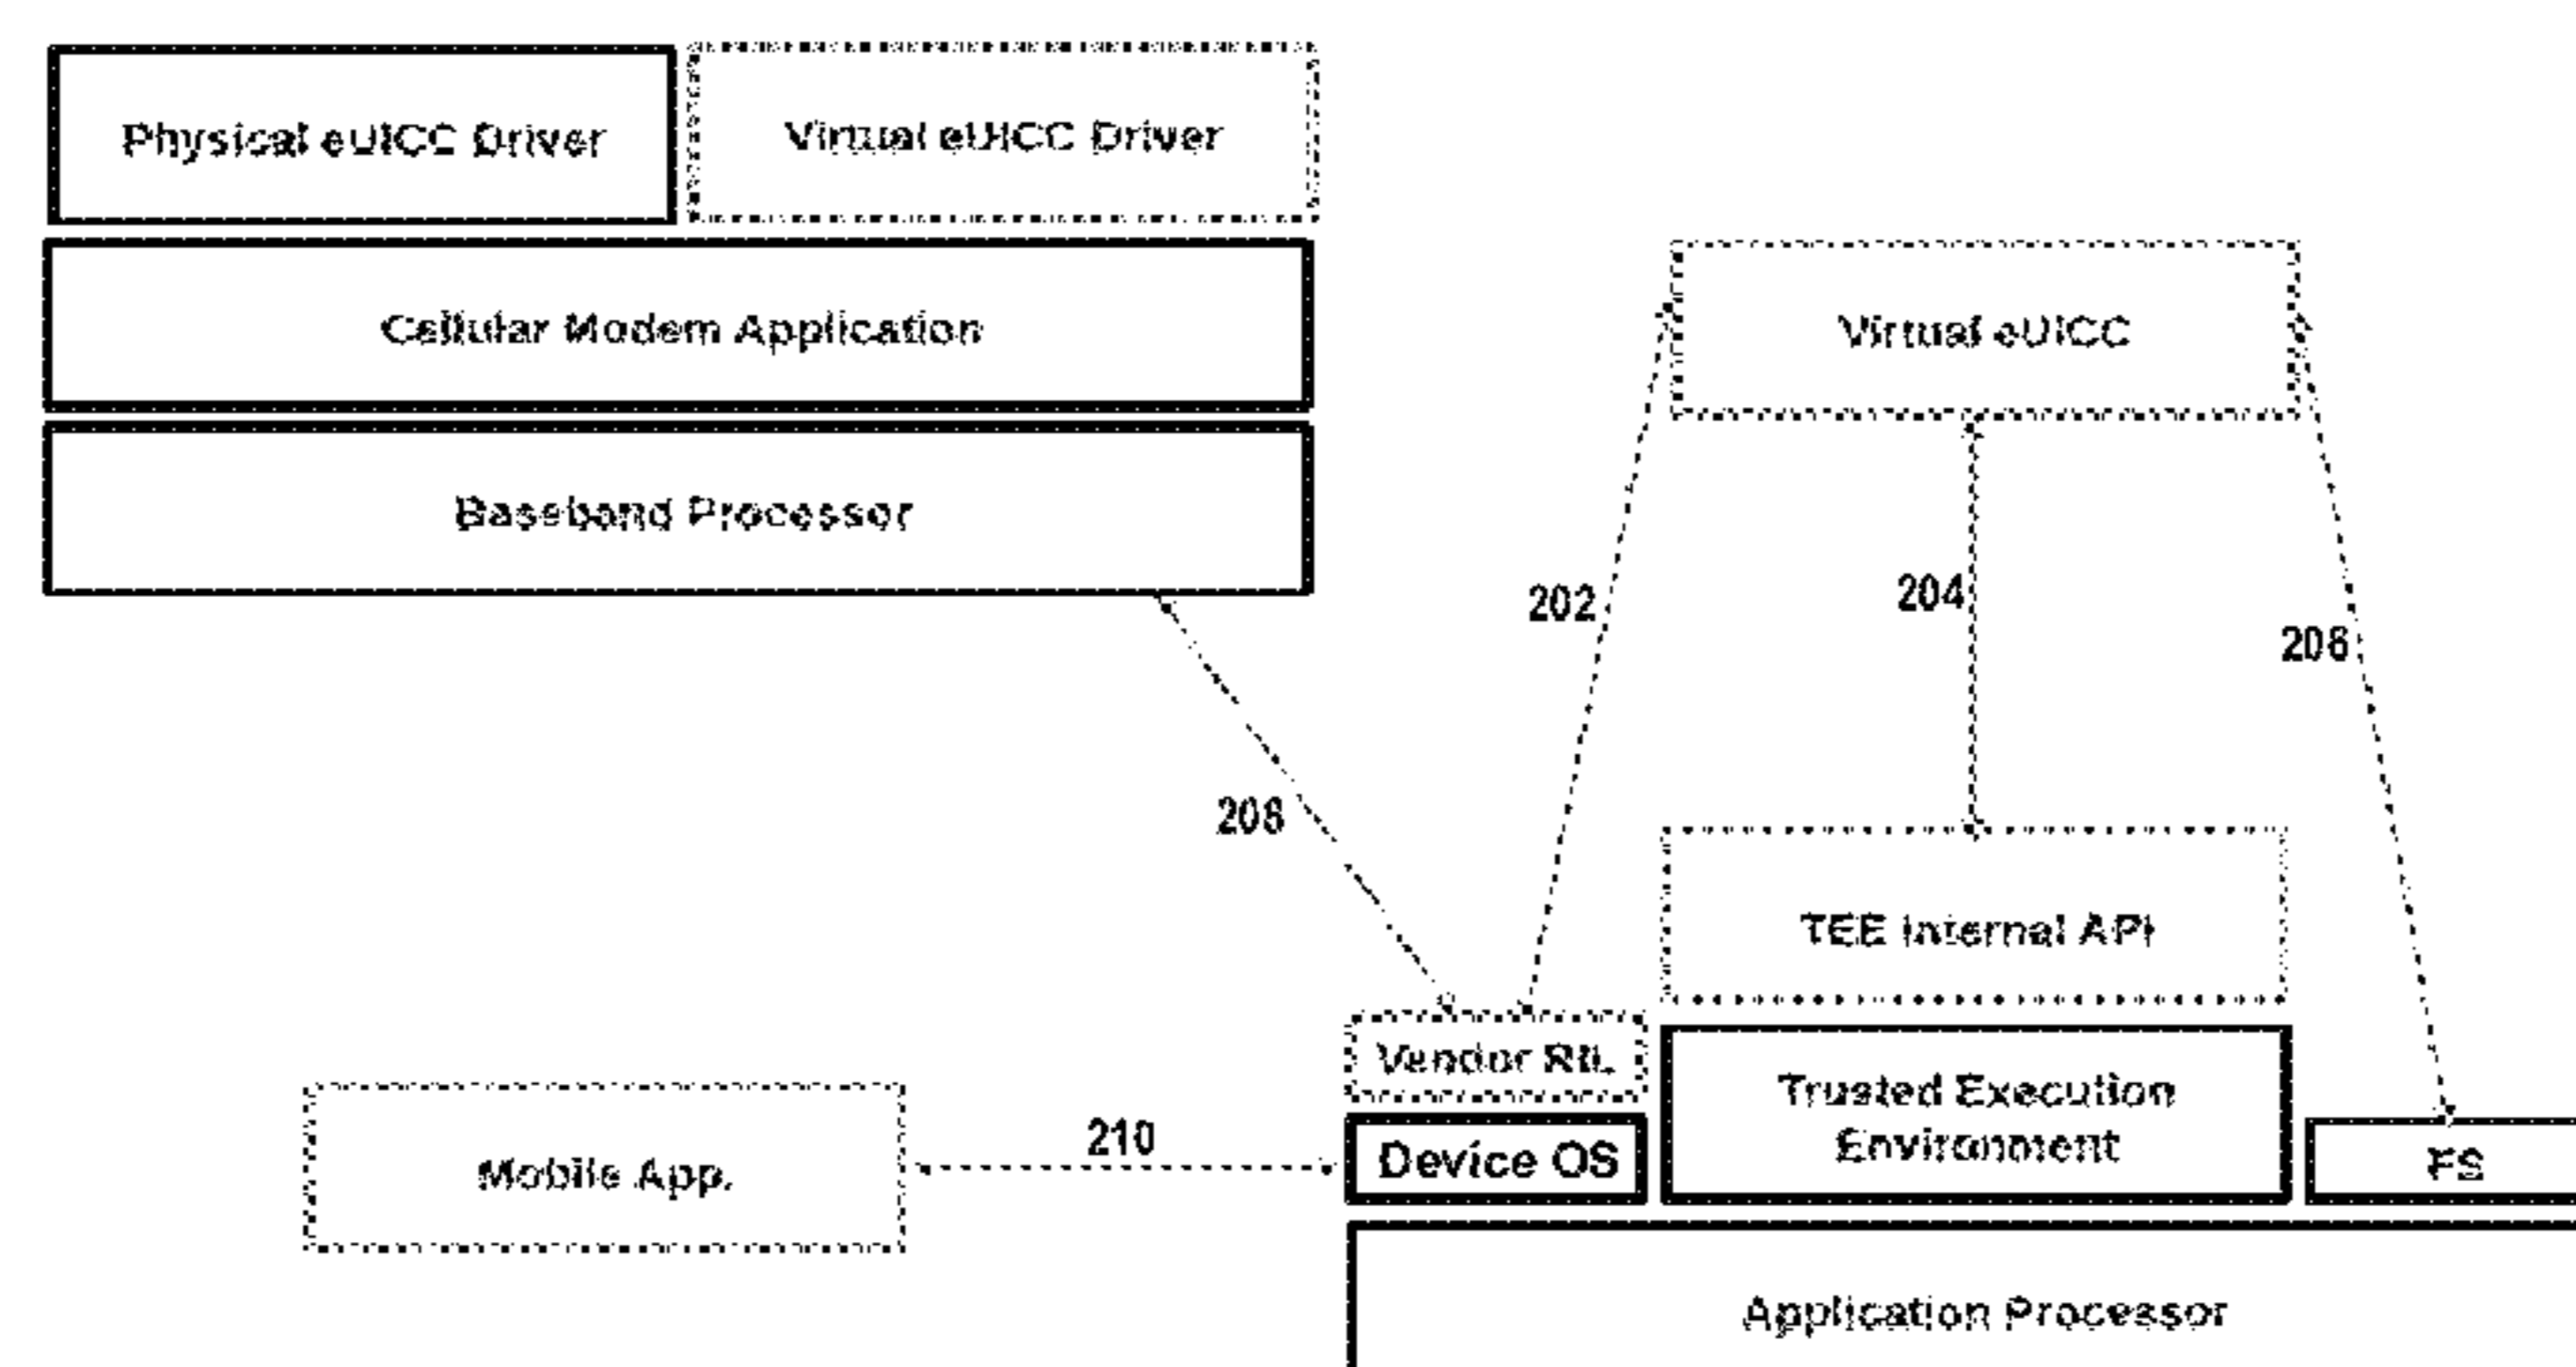 Physical eUICC Driver
Virtual eUICC Driver
Cellular Modem Application
Virtual eUICC
Baseband Processor
202
204
206
208
TEE Internal API
Vendor RIL
Trusted Execution
Environment
210
Device OS
Mobile App.
FS
Application Processor